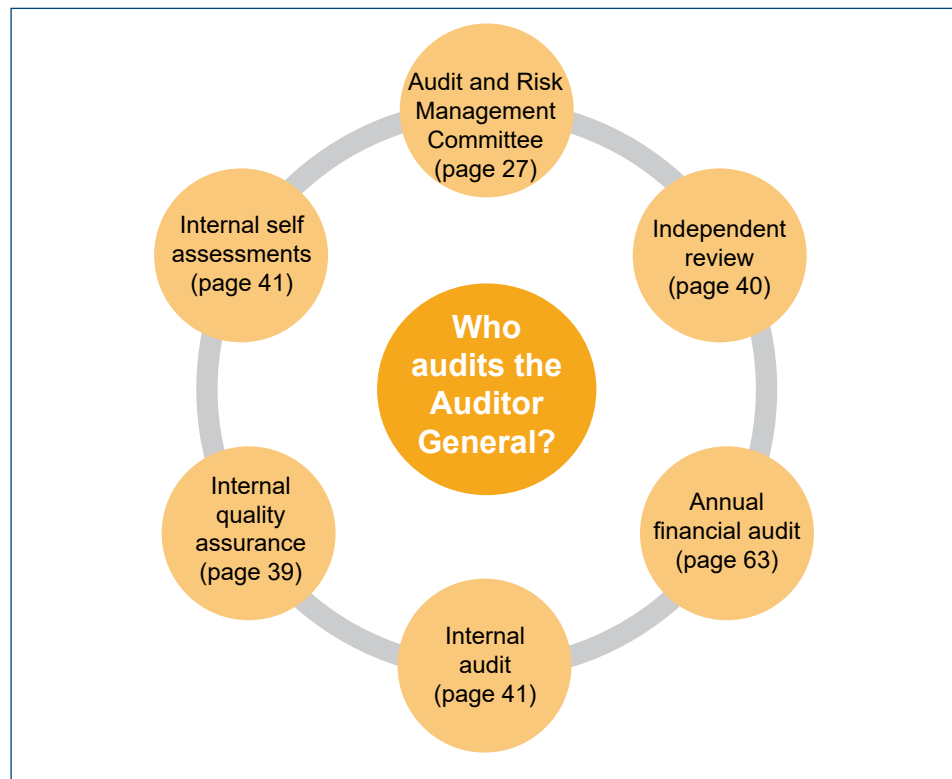 Audit and Risk
Management
Committee
(page 27)
Internal self
assessments
(page 41)
Independent
review
(page 40)
Who
audits the
Auditor
General?
Internal
quality
assurance
(page 39)
Annual
financial audit
(page 63)
Internal
audit
(page 41)